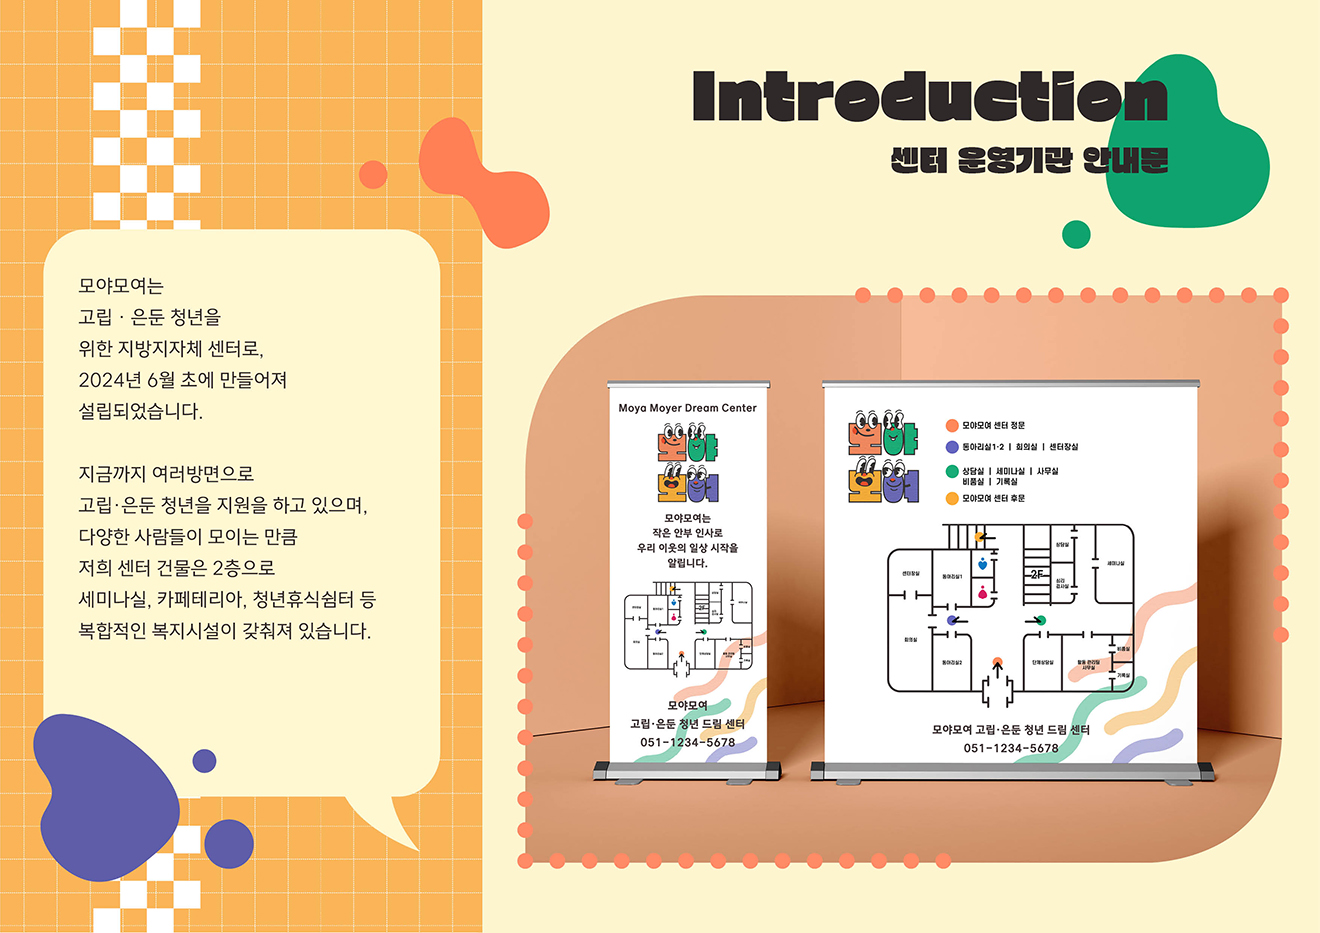 Introduction
센터 운영기관 안내문
모야모여는
고립 · 은둔 청년을
위한 지방지자체 센터로,
2024년 6월 초에 만들어져
설립되었습니다.
지금까지 여러방면으로
고립·은둔 청년을 지원을 하고 있으며,
다양한 사람들이 모이는 만큼
저희 센터 건물은 2층으로
세미나실, 카페테리아, 청년휴식쉼터 등
복합적인 복지시설이 갖춰져 있습니다.
Moya Moyer Dream Center
모야
모여
모야모여는
작은 안부 인사로
우리 이웃의 일상 시작을
알립니다.
2F
모야모여
고립·은둔 청년 드림 센터
051-1234-5678
모야
모여
모야모여 센터 정문
동아리실1·2 | 회의실 | 센터장실
상담실 | 세미나실 | 사무실
비품실 | 기록실
모야모여 센터 후문
센터장실
동아리실1
2F
상담실
심리
검사실
세미나실
회의실
동아리실2
단체상담실
활동 관리팀
사무실
비품실
기록실
모야모여 고립·은둔 청년 드림 센터
051-1234-5678